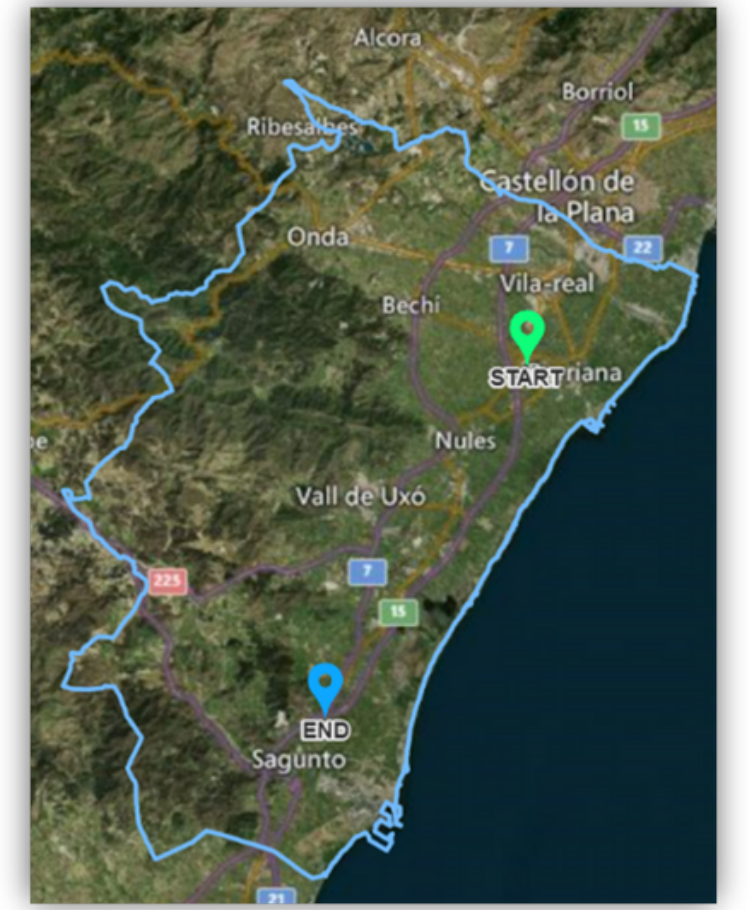 Alcora
Borriol
15
Ribesalbes
Castellón de
la Plana
Onda
7
22
Vila-real
Bechí
START
rriana
Nules
Vall de Uxó
7
225
15
END
Sagunto
21